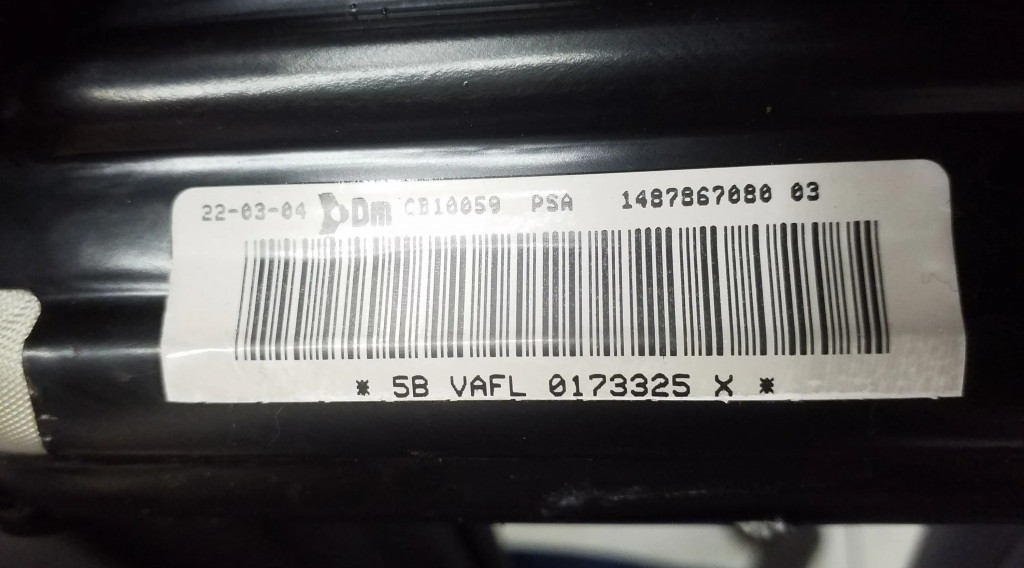 22-03-04 Dm CB10059 PSA 1487867080 03
* 5B VAFL 0173325 X *